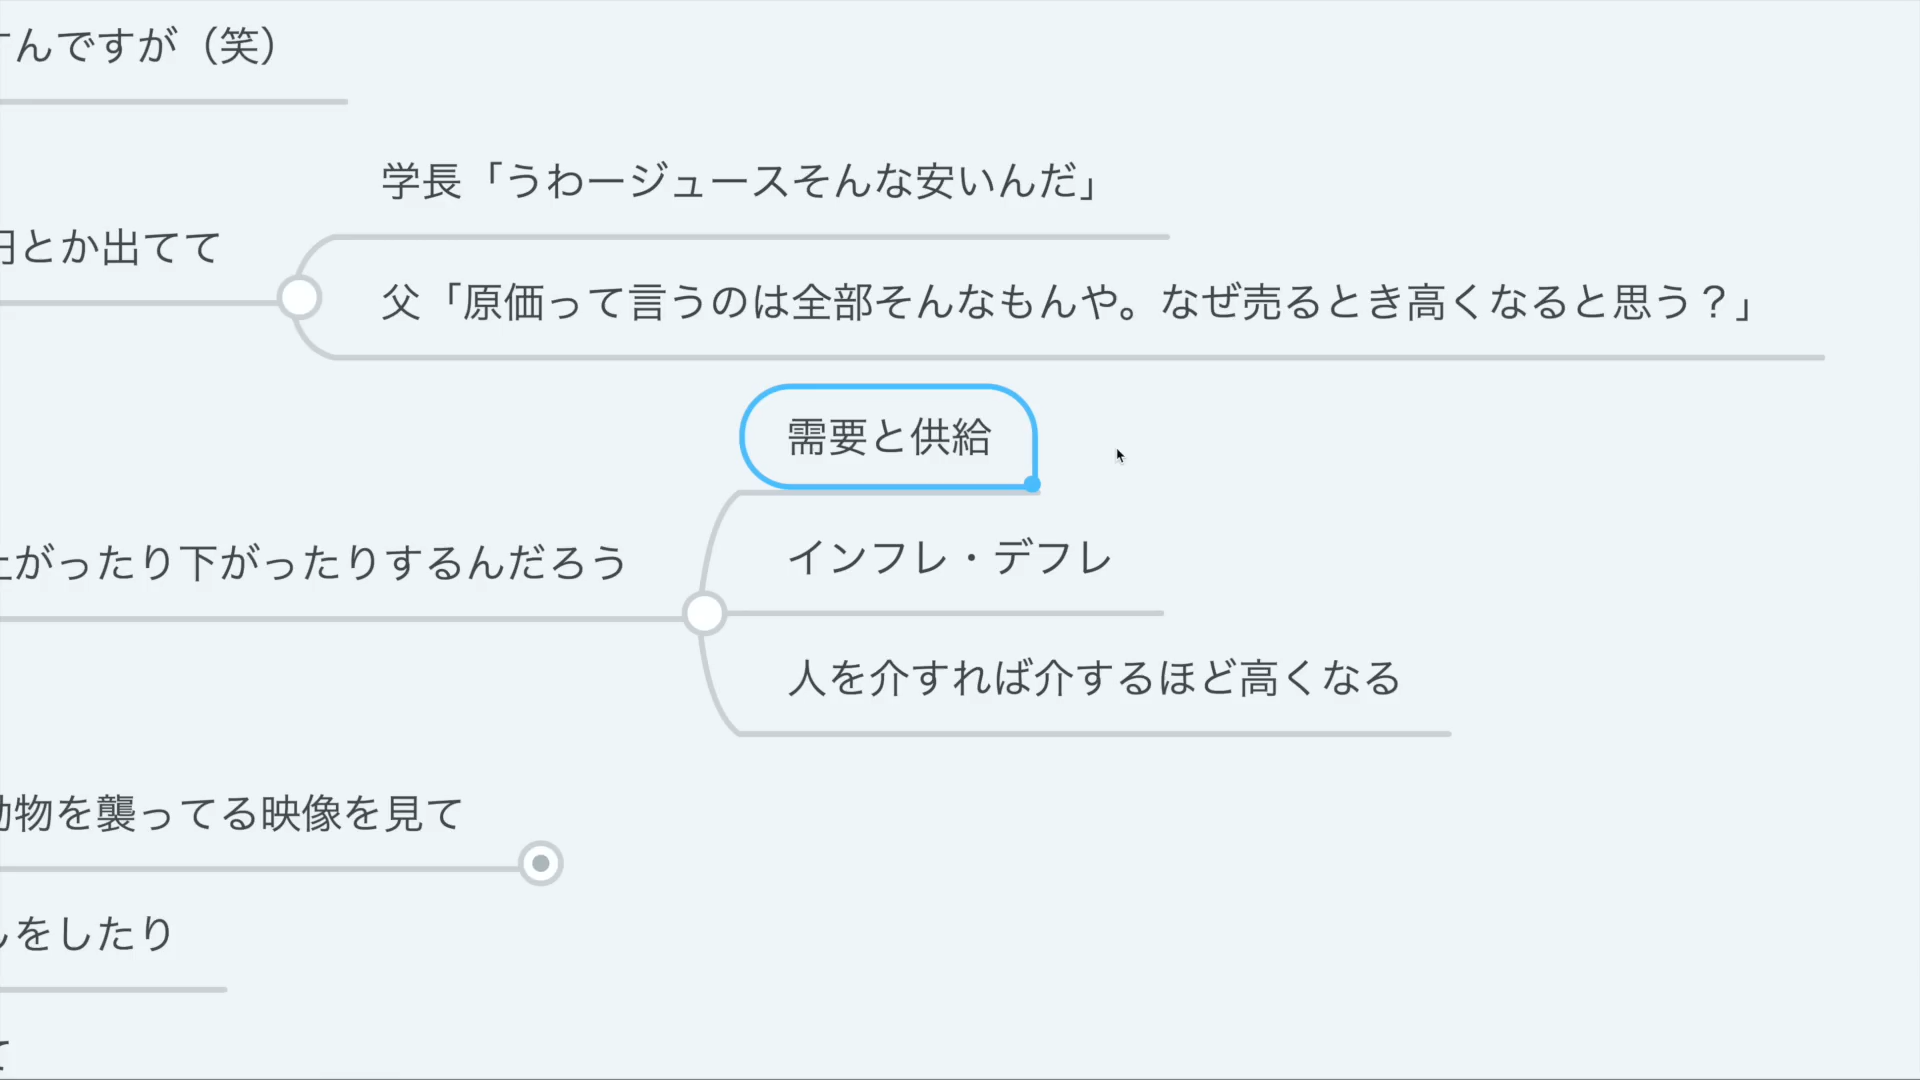 んですが（笑）
学長「うわージュースそんな安いんだ」
円とか出てて
父「原価って言うのは全部そんなもんや。なぜ売るとき高くなると思う？」
需要と供給
上がったり下がったりするんだろう
インフレ・デフレ
人を介すれば介するほど高くなる
動物を襲ってる映像を見て
をしたり